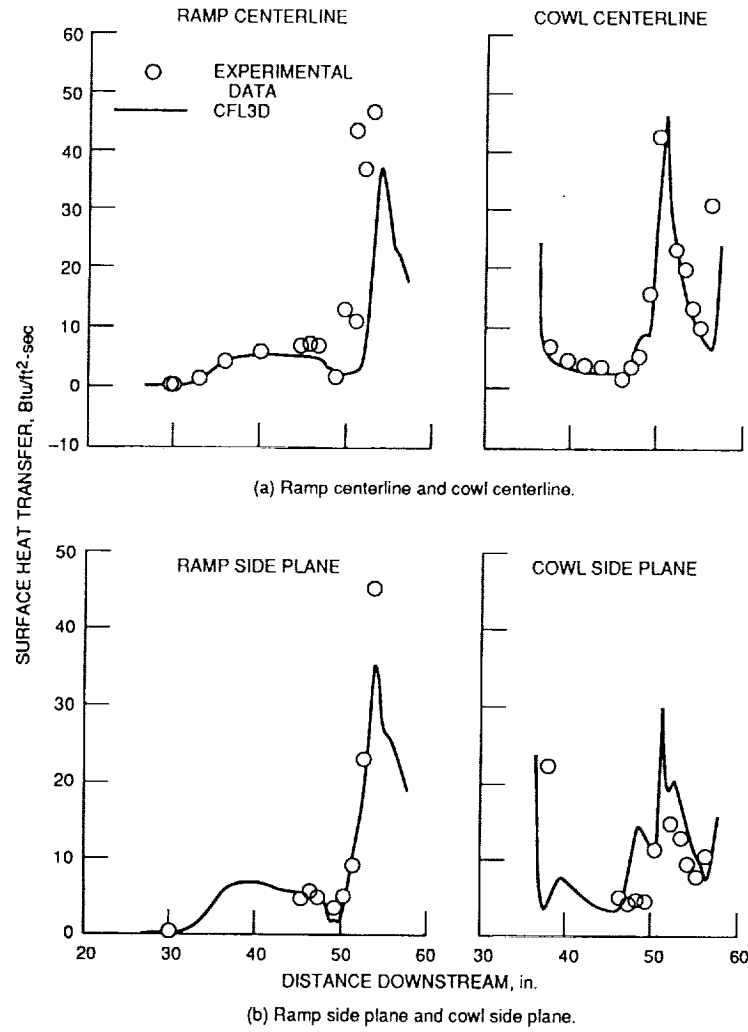 RAMP CENTERLINE
COWL CENTERLINE
60
50
40
30
20
10
0
−10
EXPERIMENTAL
DATA
CFL3D
(a) Ramp centerline and cowl centerline.
SURFACE HEAT TRANSFER, Btu/ft²-sec
RAMP SIDE PLANE
COWL SIDE PLANE
50
40
30
20
10
0
20
30
40
50
60
30
40
50
60
DISTANCE DOWNSTREAM, in.
(b) Ramp side plane and cowl side plane.